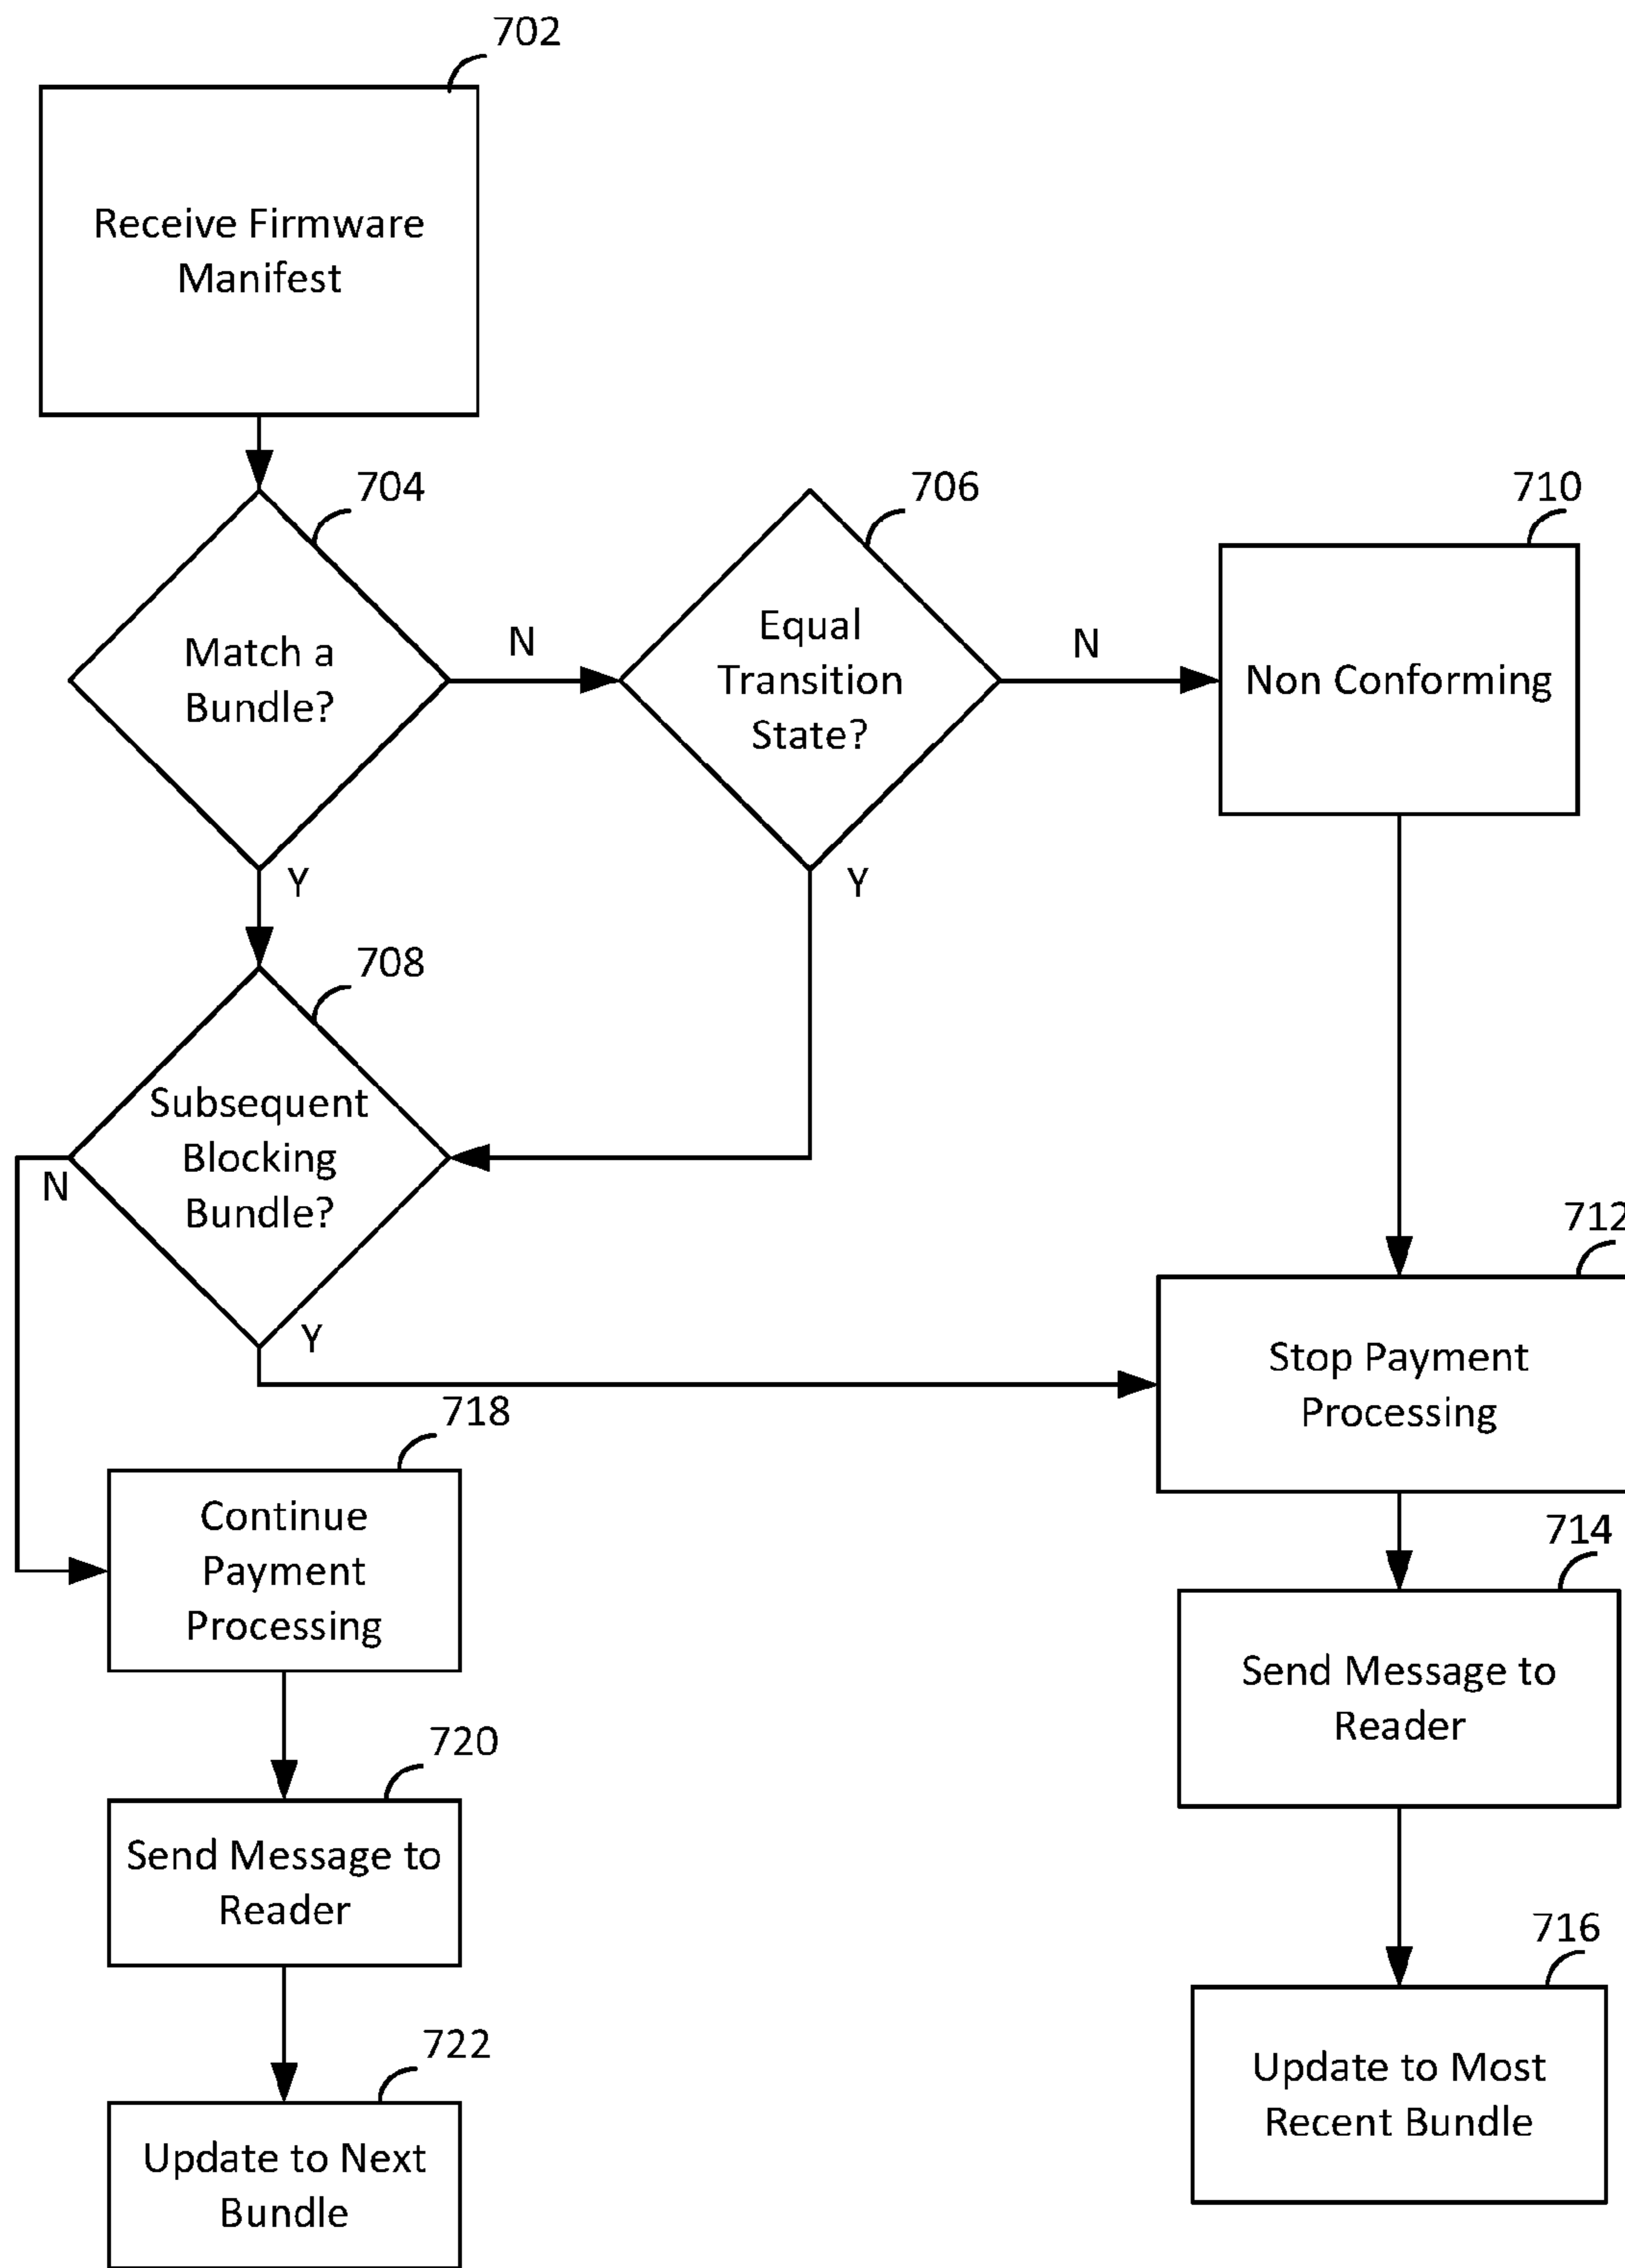 702
Receive Firmware
Manifest
704
706
710
Match a
Bundle?
N
Equal
Transition
State?
N
Non Conforming
Y
Y
708
Subsequent
Blocking
Bundle?
N
Y
712
Stop Payment
Processing
718
Continue
Payment
Processing
714
Send Message to
Reader
720
Send Message to
Reader
716
Update to Most
Recent Bundle
722
Update to Next
Bundle